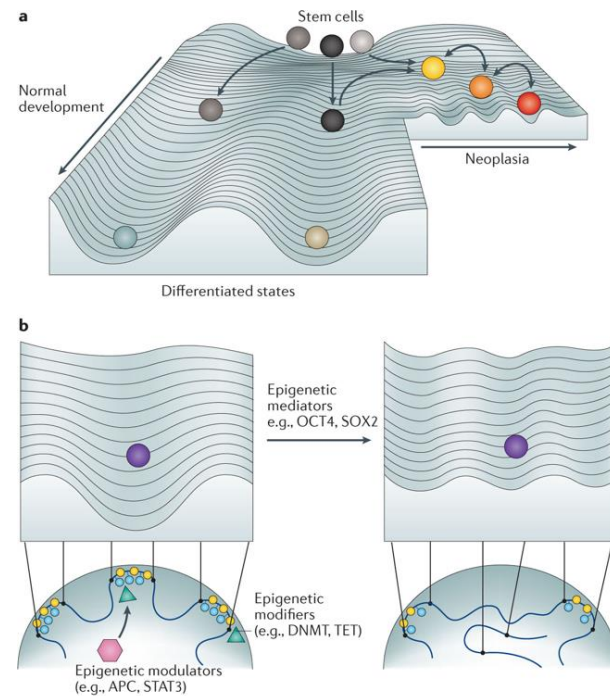 a
Stem cells
Normal
development
Neoplasia
Differentiated states
b
Epigenetic
mediators
e.g., OCT4, SOX2
Epigenetic
modifiers
(e.g., DNMT, TET)
Epigenetic modulators
(e.g., APC, STAT3)